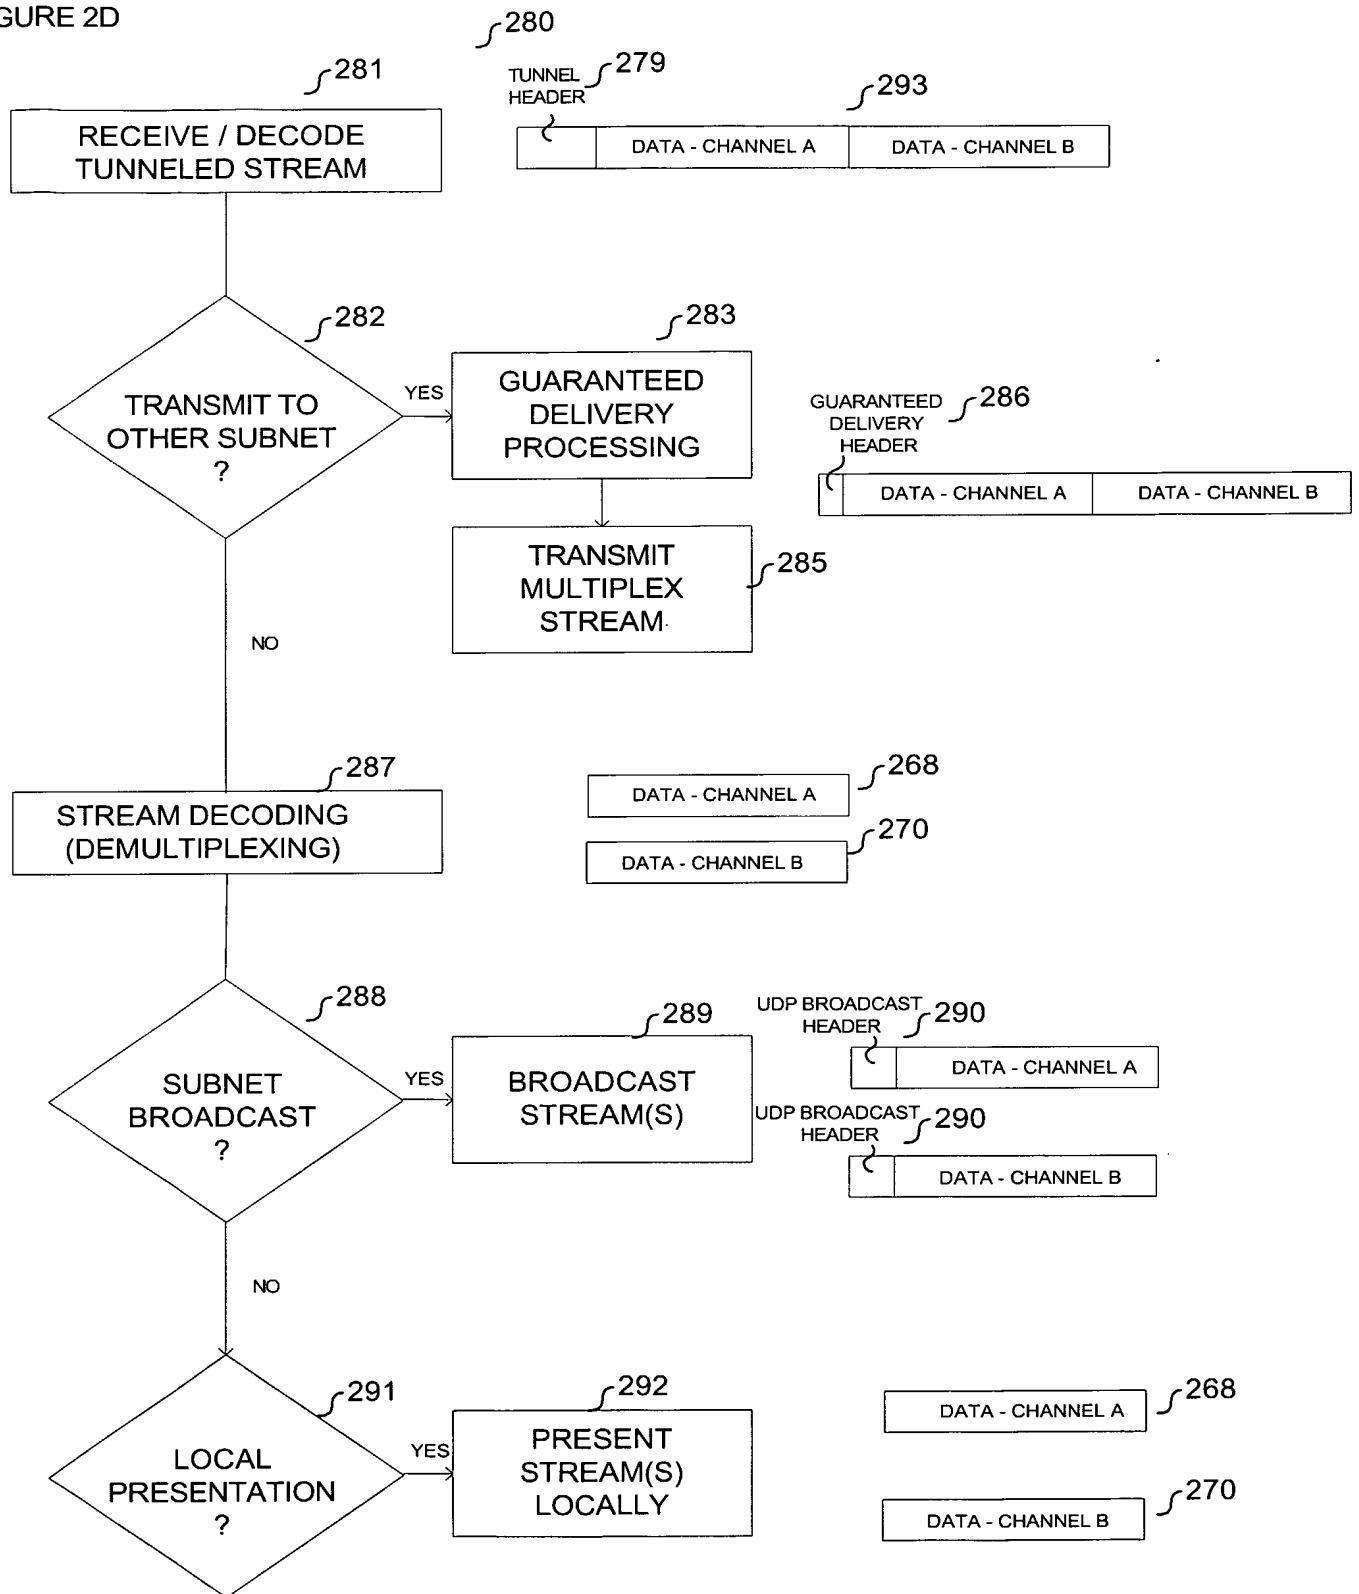 GURE 2D
280
281
TUNNEL
HEADER
279
293
RECEIVE / DECODE
TUNNELED STREAM
DATA - CHANNEL A
DATA - CHANNEL B
282
283
TRANSMIT TO
OTHER SUBNET
?
YES
GUARANTEED
DELIVERY
PROCESSING
GUARANTEED
DELIVERY
HEADER
286
DATA - CHANNEL A
DATA - CHANNEL B
TRANSMIT
MULTIPLEX
STREAM
285
NO
287
STREAM DECODING
(DEMULTIPLEXING)
DATA - CHANNEL A
268
DATA - CHANNEL B
270
288
SUBNET
BROADCAST
?
YES
289
BROADCAST
STREAM(S)
UDP BROADCAST
HEADER
290
DATA - CHANNEL A
UDP BROADCAST
HEADER
290
DATA - CHANNEL B
NO
291
LOCAL
PRESENTATION
?
YES
292
PRESENT
STREAM(S)
LOCALLY
DATA - CHANNEL A
268
DATA - CHANNEL B
270